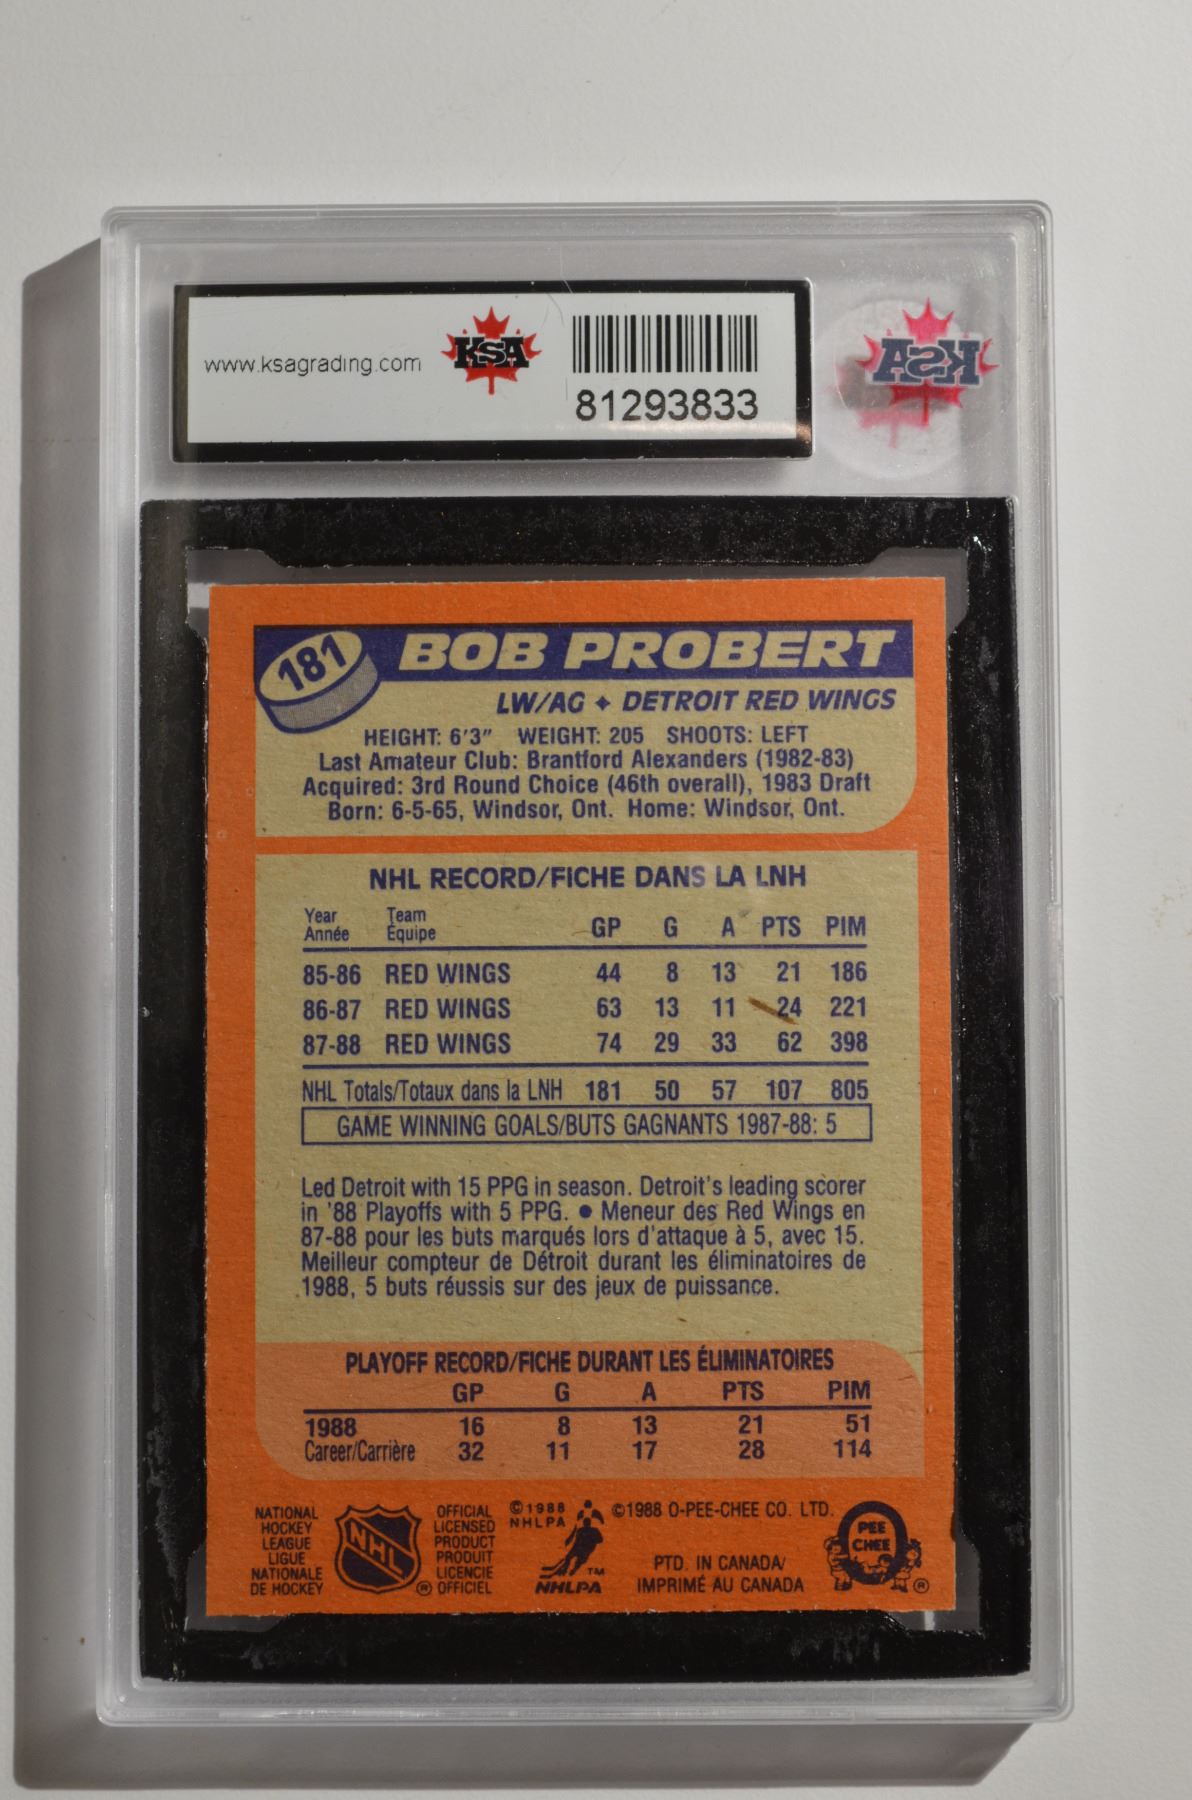 www.ksagrading.com
KSA
81293833
KSA
181
BOB PROBERT
LW/AG ✦ DETROIT RED WINGS
HEIGHT: 6'3" WEIGHT: 205 SHOOTS: LEFT
Last Amateur Club: Brantford Alexanders (1982-83)
Acquired: 3rd Round Choice (46th overall), 1983 Draft
Born: 6-5-65, Windsor, Ont. Home: Windsor, Ont.
NHL RECORD/FICHE DANS LA LNH
Year Team
Année Équipe GP G A PTS PIM
85-86 RED WINGS 44 8 13 21 186
86-87 RED WINGS 63 13 11 24 221
87-88 RED WINGS 74 29 33 62 398
NHL Totals/Totaux dans la LNH 181 50 57 107 805
GAME WINNING GOALS/BUTS GAGNANTS 1987-88: 5
Led Detroit with 15 PPG in season. Detroit's leading scorer
in '88 Playoffs with 5 PPG. ● Meneur des Red Wings en
87-88 pour les buts marqués lors d'attaque à 5, avec 15.
Meilleur compteur de Détroit durant les éliminatoires de
1988, 5 buts réussis sur des jeux de puissance.
PLAYOFF RECORD/FICHE DURANT LES ÉLIMINATOIRES
GP G A PTS PIM
1988 16 8 13 21 51
Career/Carrière 32 11 17 28 114
NATIONAL
HOCKEY
LEAGUE
LIGUE
NATIONALE
DE HOCKEY
NHL
®
OFFICIAL
LICENSED
PRODUCT
PRODUIT
LICENCIE
OFFICIEL
©1988
NHLPA
TM
NHLPA
©1988 O-PEE-CHEE CO. LTD.
PTD. IN CANADA/
IMPRIMÉ AU CANADA
PEE
CHEE
®